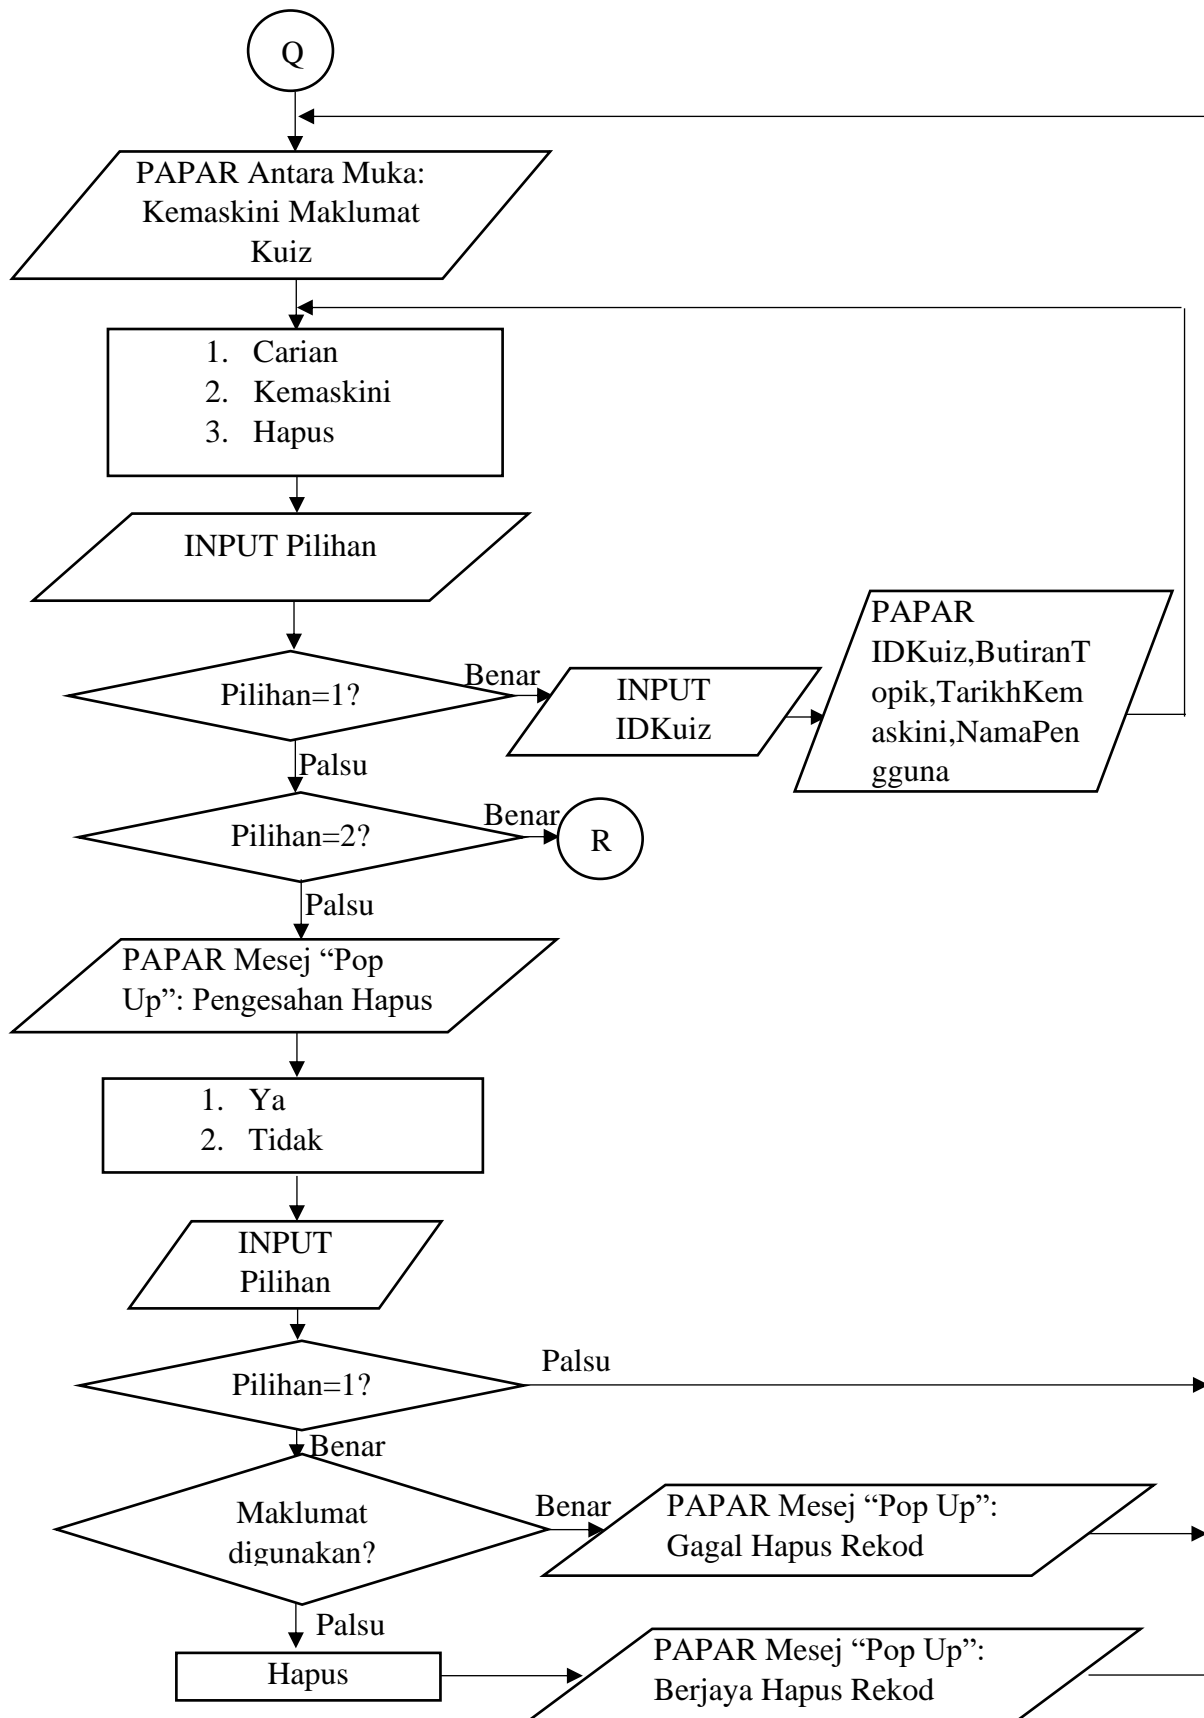 Q
PAPAR Antara Muka:
Kemaskini Maklumat
Kuiz
1. Carian
2. Kemaskini
3. Hapus
INPUT Pilihan
Pilihan=1?
Benar
INPUT
IDKuiz
PAPAR
IDKuiz,ButiranT
opik,TarikhKem
askini,NamaPen
gguna
Palsu
Pilihan=2?
Benar
R
Palsu
PAPAR Mesej “Pop
Up”: Pengesahan Hapus
1. Ya
2. Tidak
INPUT
Pilihan
Pilihan=1?
Palsu
Benar
Maklumat
digunakan?
Benar
PAPAR Mesej “Pop Up”:
Gagal Hapus Rekod
Palsu
Hapus
PAPAR Mesej “Pop Up”:
Berjaya Hapus Rekod